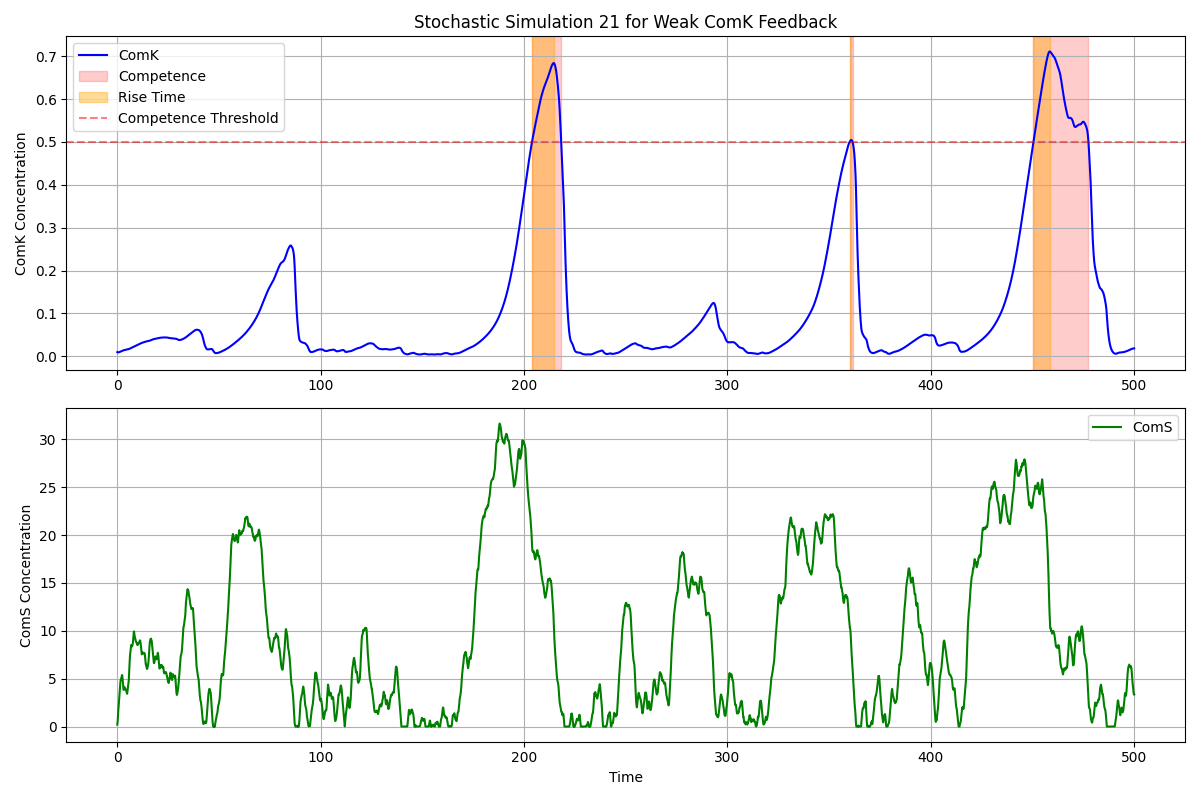 Stochastic Simulation 21 for Weak ComK Feedback
ComK Concentration
0.7
0.6
0.5
0.4
0.3
0.2
0.1
0.0
ComK
Competence
Rise Time
Competence Threshold
0 100 200 300 400 500
ComS Concentration
30
25
20
15
10
5
0
ComS
0 100 200 300 400 500
Time